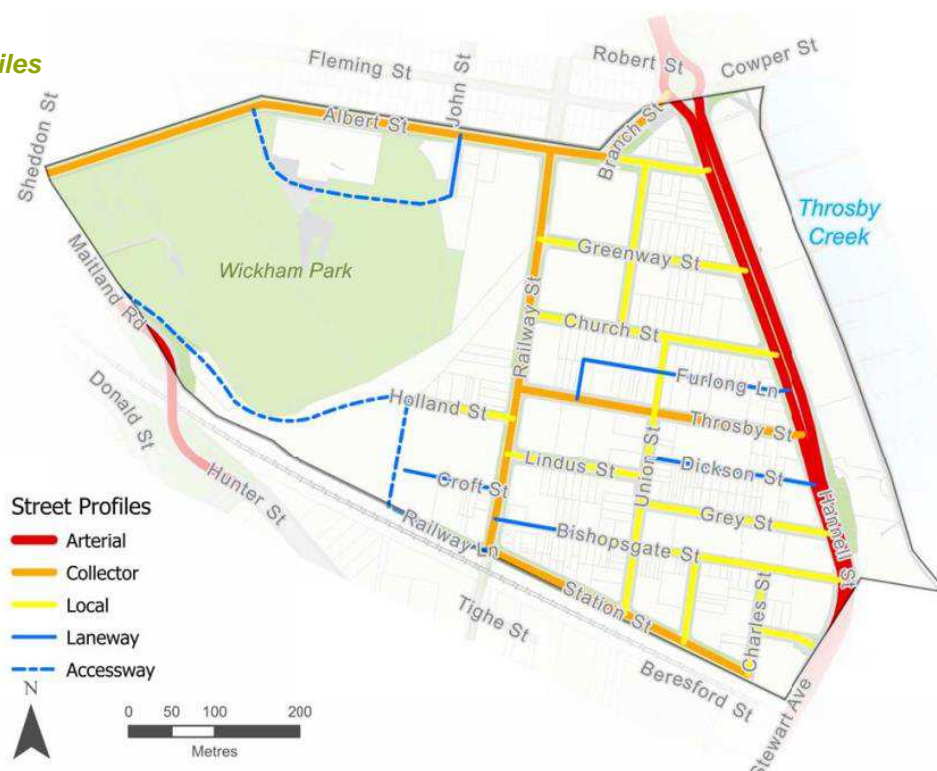 iles
Robert St
Cowper St
Fleming St
John St
Albert St
Branch St
Sheddon St
Throsby
Creek
Greenway St
Wickham Park
Maitland Rd
Railway St
Church St
Furlong Ln
Donald St
Holland St
Throsby St
Lindus St
Union St
Dickson St
Hunter St
Croft St
Grey St
Hannell St
Railway Ln
Bishopsgate St
Station St
Charles St
Tighe St
Beresford St
Stewart Ave
Street Profiles
Arterial
Collector
Local
Laneway
Accessway
N
0 50 100 200
Metres